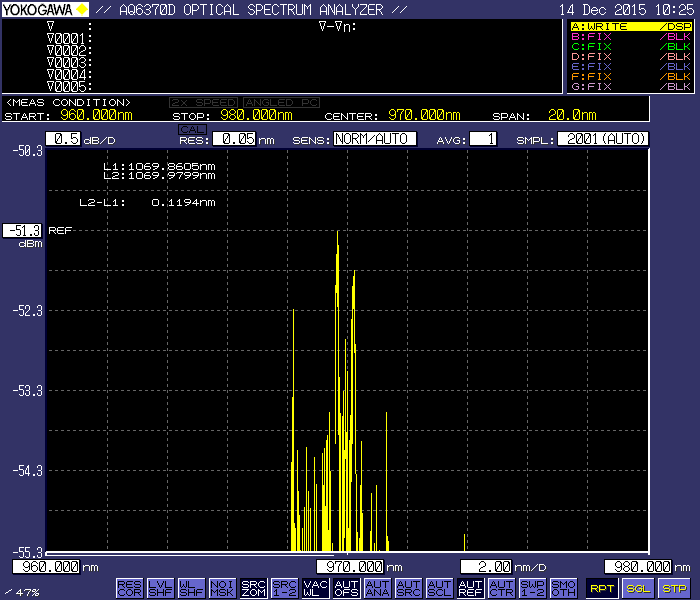 YOKOGAWA // AQ6370D OPTICAL SPECTRUM ANALYZER // 14 Dec 2015 10:25
∇ : ∇-∇n:
∇0001:
∇0002:
∇0003:
∇0004:
∇0005:
A:WRITE /DSP
B:FIX /BLK
C:FIX /BLK
D:FIX /BLK
E:FIX /BLK
F:FIX /BLK
G:FIX /BLK
<MEAS CONDITION> 2x SPEED ANGLED PC
START: 960.000nm STOP: 980.000nm CENTER: 970.000nm SPAN: 20.0nm
CAL
0.5 dB/D RES: 0.05 nm SENS: NORM/AUTO AVG: 1 SMPL: 2001(AUTO)
-50.3
L1:1069.8605nm
L2:1069.9799nm
L2-L1: 0.1194nm
-51.3 REF
dBm
-52.3
-53.3
-54.3
-55.3
960.000 nm 970.000 nm 2.00 nm/D 980.000 nm
/ 47% RES COR LVL SHF WL SHF NOI MSK SRC ZOM SRC 1-2 VAC WL AUT OFS AUT ANA AUT SRC AUT SCL AUT REF AUT CTR SWP 1-2 SMO OTH RPT SGL STP